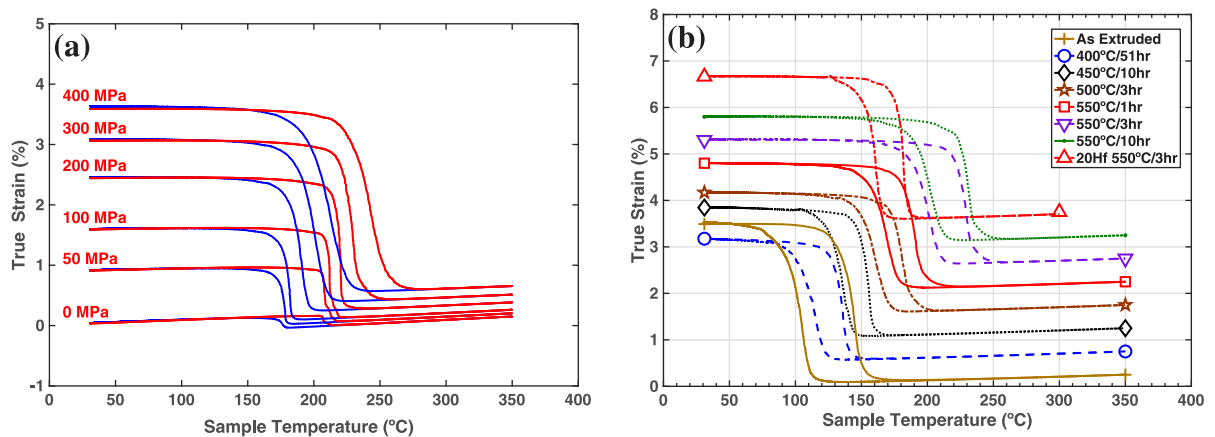 (a)
5
4
3
2
1
0
-1
True Strain (%)
400 MPa
300 MPa
200 MPa
100 MPa
50 MPa
0 MPa
0
50
100
150
200
250
300
350
400
Sample Temperature (ºC)
(b)
8
7
6
5
4
3
2
1
0
True Strain (%)
As Extruded
400ºC/51hr
450ºC/10hr
500ºC/3hr
550ºC/1hr
550ºC/3hr
550ºC/10hr
20Hf 550ºC/3hr
0
50
100
150
200
250
300
350
400
Sample Temperature (ºC)